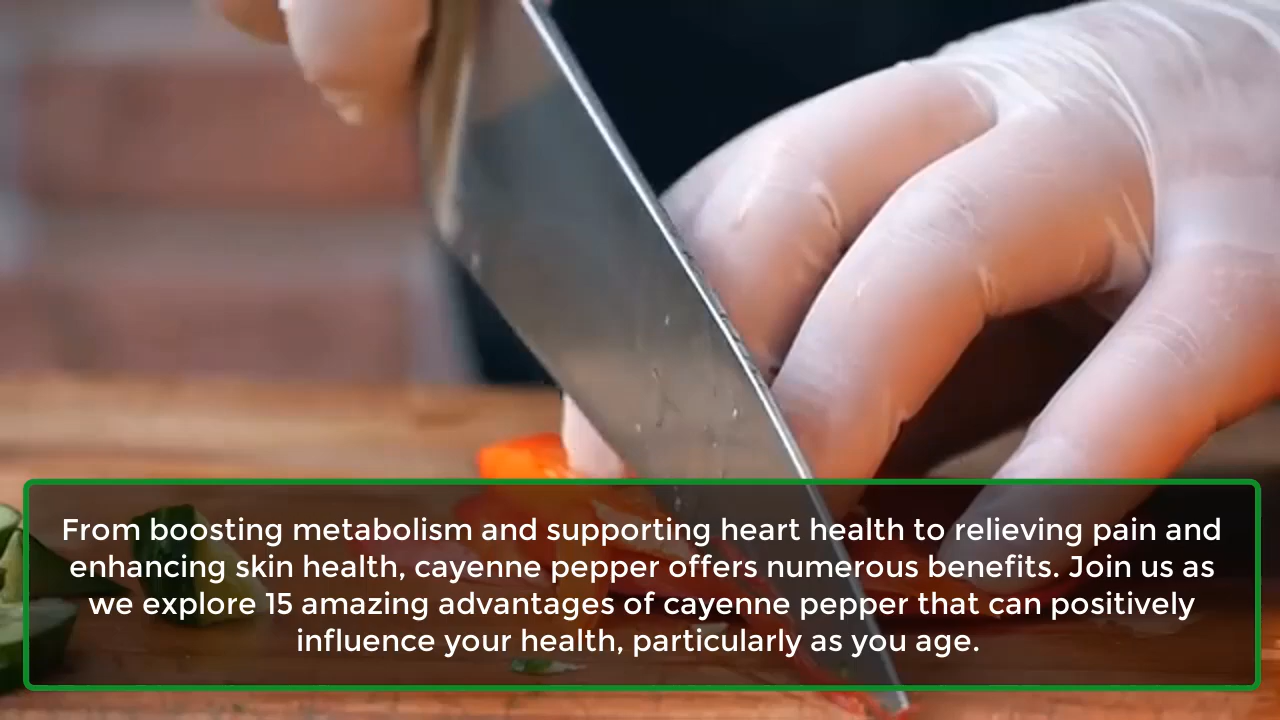 From boosting metabolism and supporting heart health to relieving pain and
enhancing skin health, cayenne pepper offers numerous benefits. Join us as
we explore 15 amazing advantages of cayenne pepper that can positively
influence your health, particularly as you age.